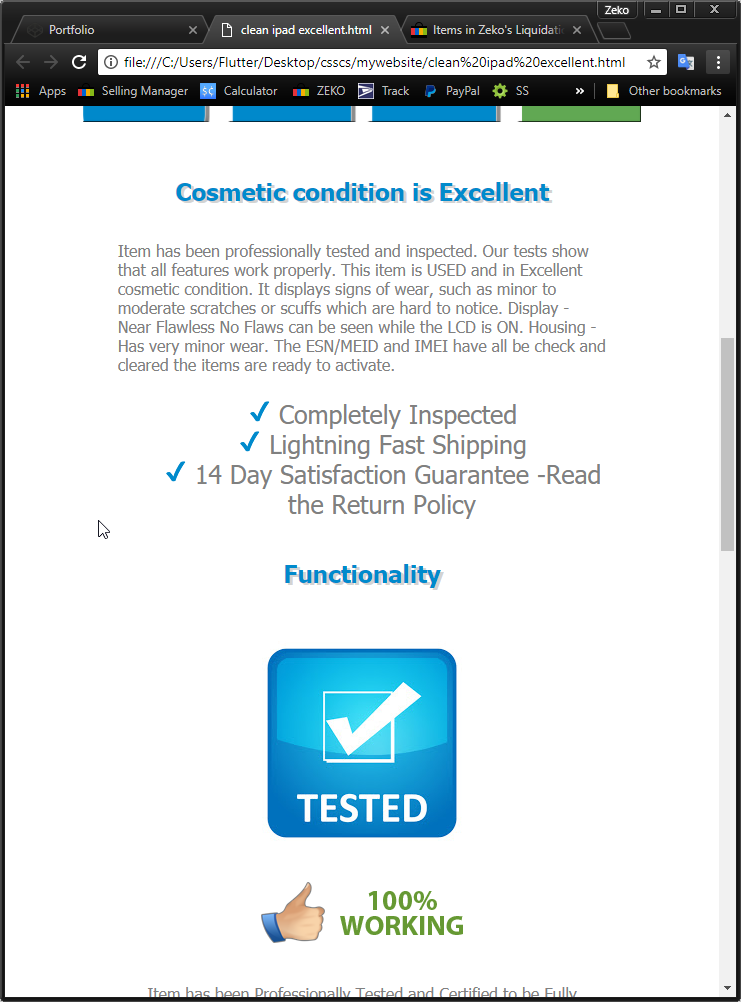 Zeko
Portfolio
clean ipad excellent.html
Items in Zeko's Liquidati
file:///C:/Users/Flutter/Desktop/csscs/mywebsite/clean%20ipad%20excellent.html
Apps
Selling Manager
Calculator
ZEKO
Track
PayPal
SS
»
Other bookmarks
Cosmetic condition is Excellent
Item has been professionally tested and inspected. Our tests show
that all features work properly. This item is USED and in Excellent
cosmetic condition. It displays signs of wear, such as minor to
moderate scratches or scuffs which are hard to notice. Display -
Near Flawless No Flaws can be seen while the LCD is ON. Housing -
Has very minor wear. The ESN/MEID and IMEI have all be check and
cleared the items are ready to activate.
✔ Completely Inspected
✔ Lightning Fast Shipping
✔ 14 Day Satisfaction Guarantee -Read
the Return Policy
Functionality
TESTED
100%
WORKING
Item has been Professionally Tested and Certified to be Fully